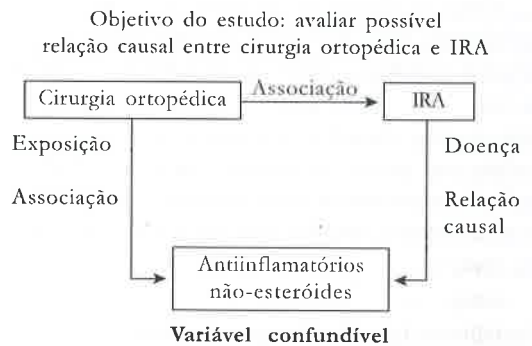 Objetivo do estudo: avaliar possível
relação causal entre cirurgia ortopédica e IRA
Cirurgia ortopédica
Associação
IRA
Exposição
Doença
Associação
Relação
causal
Antiinflamatórios
não-esteróides
Variável confundível